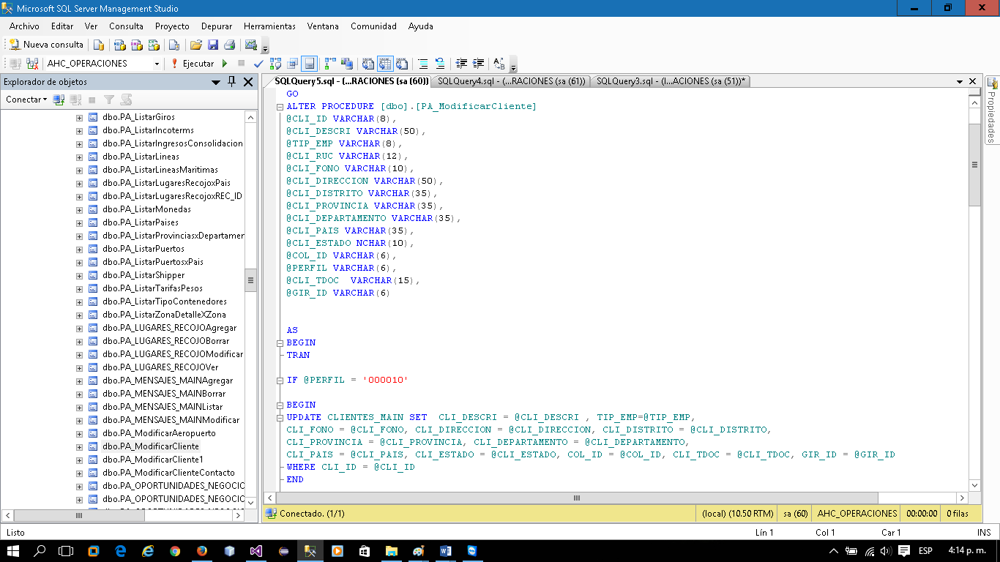 Microsoft SQL Server Management Studio
Archivo Editar Ver Consulta Proyecto Depurar Herramientas Ventana Comunidad Ayuda
Nueva consulta
AHC_OPERACIONES Ejecutar
Explorador de objetos
Conectar
dbo.PA_ListarGiros
dbo.PA_ListarIncoterms
dbo.PA_ListarIngresosConsolidacion
dbo.PA_ListarLineas
dbo.PA_ListarLineasMaritimas
dbo.PA_ListarLugaresRecojoxPais
dbo.PA_ListarLugaresRecojoxREC_ID
dbo.PA_ListarMonedas
dbo.PA_ListarPaises
dbo.PA_ListarProvinciasxDepartamen
dbo.PA_ListarPuertos
dbo.PA_ListarPuertosxPais
dbo.PA_ListarShipper
dbo.PA_ListarTarifasPesos
dbo.PA_ListarTipoContenedores
dbo.PA_ListarZonaDetalleXZona
dbo.PA_LUGARES_RECOJOAgregar
dbo.PA_LUGARES_RECOJOBorrar
dbo.PA_LUGARES_RECOJOModificar
dbo.PA_LUGARES_RECOJOVer
dbo.PA_MENSAJES_MAINAgregar
dbo.PA_MENSAJES_MAINBorrar
dbo.PA_MENSAJES_MAINListar
dbo.PA_MENSAJES_MAINModificar
dbo.PA_ModificarAeropuerto
dbo.PA_ModificarCliente
dbo.PA_ModificarCliente1
dbo.PA_ModificarClienteContacto
dbo.PA_OPORTUNIDADES_NEGOCIO
dbo.PA_OPORTUNIDADES_NEGOCIO
SQLQuery5.sql - (...RACIONES (sa (60)) SQLQuery4.sql - (...RACIONES (sa (61)) SQLQuery3.sql - (l...ACIONES (sa (51))*
GO
ALTER PROCEDURE [dbo].[PA_ModificarCliente]
@CLI_ID VARCHAR(8),
@CLI_DESCRI VARCHAR(50),
@TIP_EMP VARCHAR(8),
@CLI_RUC VARCHAR(12),
@CLI_FONO VARCHAR(10),
@CLI_DIRECCION VARCHAR(50),
@CLI_DISTRITO VARCHAR(35),
@CLI_PROVINCIA VARCHAR(35),
@CLI_DEPARTAMENTO VARCHAR(35),
@CLI_PAIS VARCHAR(35),
@CLI_ESTADO NCHAR(10),
@COL_ID VARCHAR(6),
@PERFIL VARCHAR(6),
@CLI_TDOC  VARCHAR(15),
@GIR_ID VARCHAR(6)
AS
BEGIN
TRAN
IF @PERFIL = '000010'
BEGIN
UPDATE CLIENTES_MAIN SET  CLI_DESCRI = @CLI_DESCRI , TIP_EMP=@TIP_EMP,
CLI_FONO = @CLI_FONO, CLI_DIRECCION = @CLI_DIRECCION, CLI_DISTRITO = @CLI_DISTRITO,
CLI_PROVINCIA = @CLI_PROVINCIA, CLI_DEPARTAMENTO = @CLI_DEPARTAMENTO,
CLI_PAIS = @CLI_PAIS, CLI_ESTADO = @CLI_ESTADO, COL_ID = @COL_ID, CLI_TDOC = @CLI_TDOC, GIR_ID = @GIR_ID
WHERE CLI_ID = @CLI_ID
END
Propiedades
Conectado. (1/1) (local) (10.50 RTM) sa (60) AHC_OPERACIONES 00:00:00 0 filas
Listo Lín 1 Col 1 Car 1 INS
ESP 4:14 p. m.